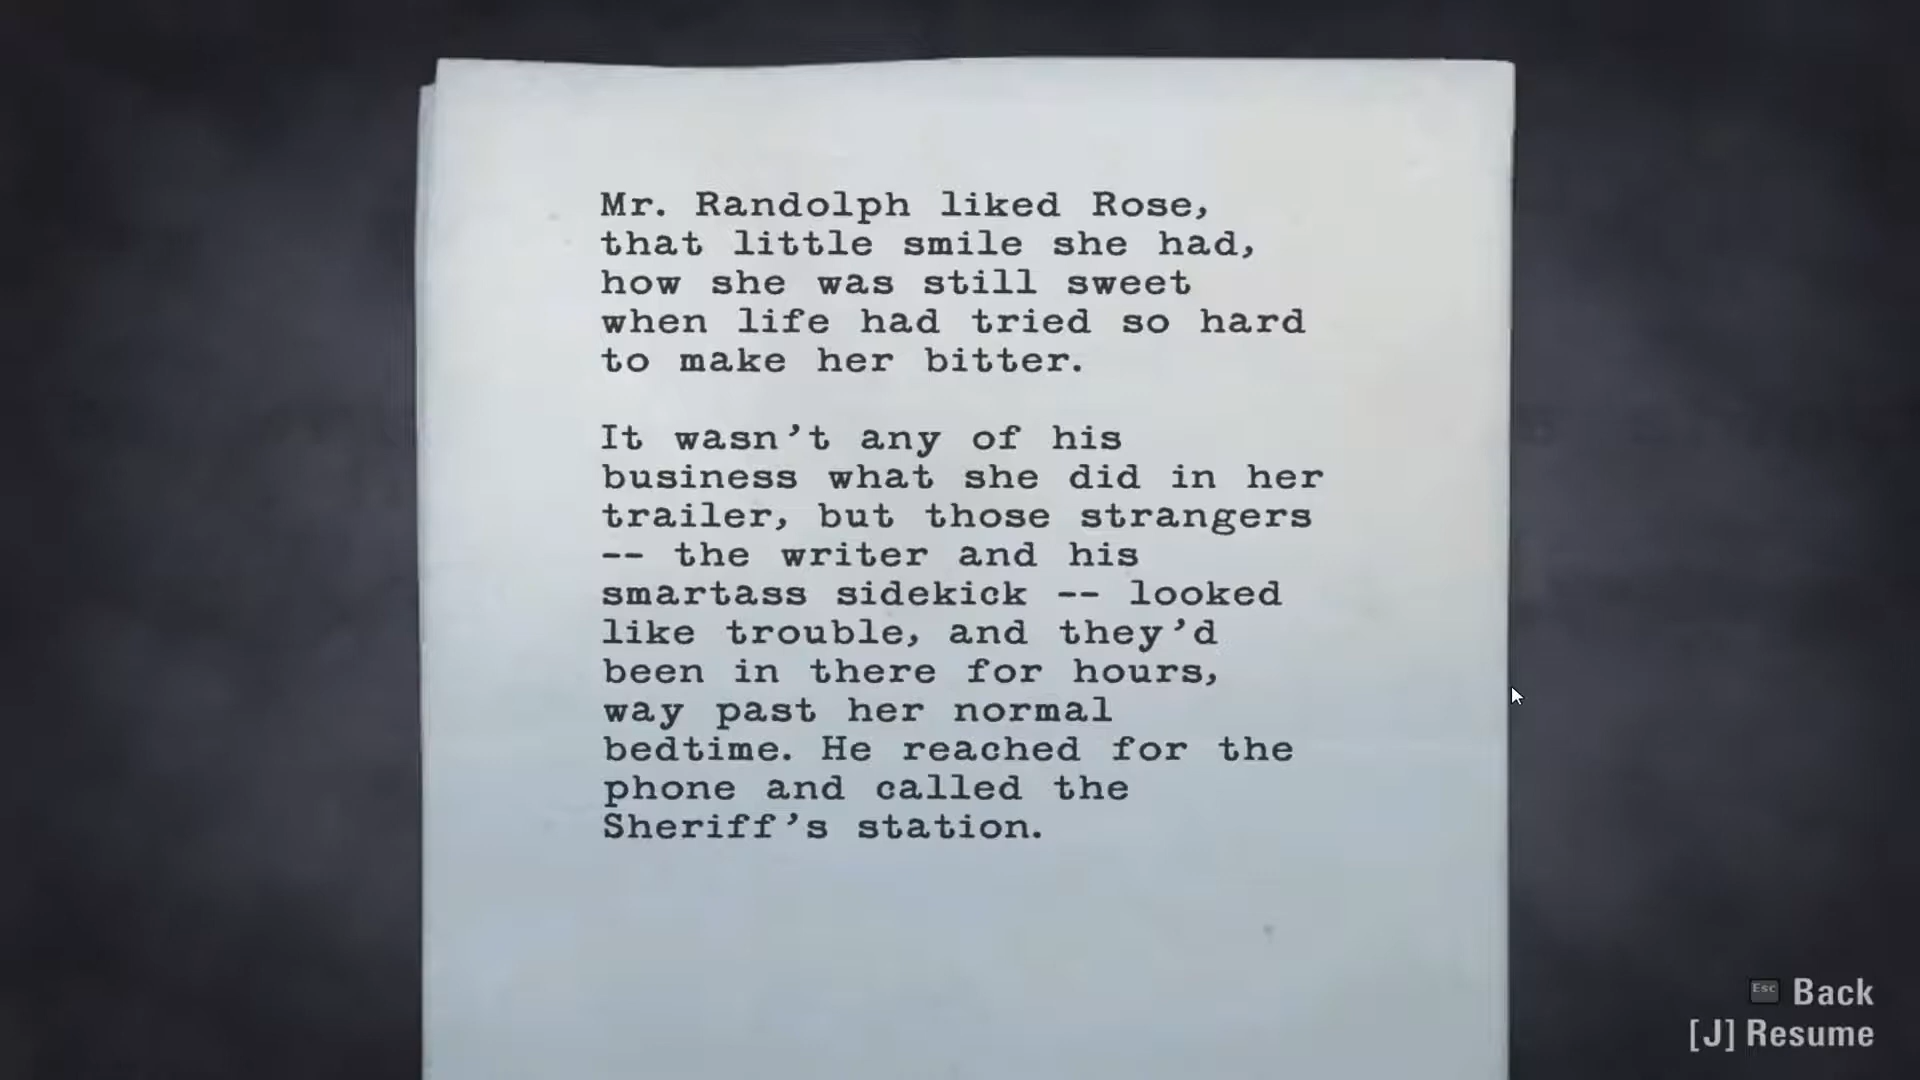 Mr. Randolph liked Rose,
that little smile she had,
how she was still sweet
when life had tried so hard
to make her bitter.
It wasn't any of his
business what she did in her
trailer, but those strangers
-- the writer and his
smartass sidekick -- looked
like trouble, and they'd
been in there for hours,
way past her normal
bedtime. He reached for the
phone and called the
Sheriff's station.
Esc Back
[J] Resume